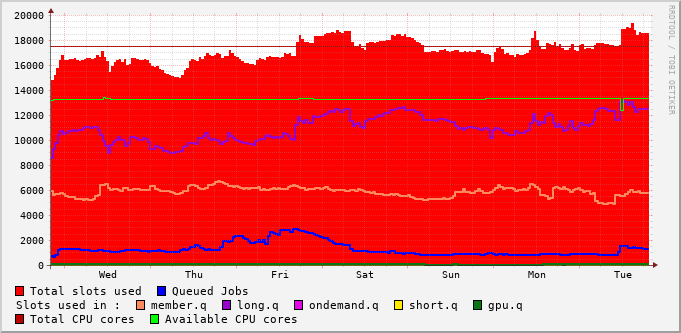 20000
18000
16000
14000
12000
10000
8000
6000
4000
2000
0
Wed Thu Fri Sat Sun Mon Tue
Total slots used Queued Jobs
Slots used in : member.q long.q ondemand.q short.q gpu.q
Total CPU cores Available CPU cores
RRDTOOL / TOBI OETIKER